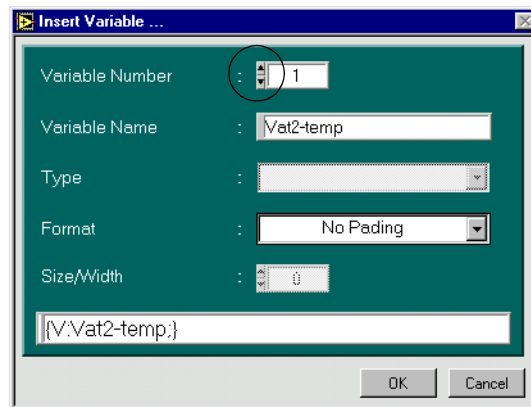 Insert Variable ...
Variable Number : 1
Variable Name : Vat2-temp
Type :
Format : No Pading
Size/Width : 0
{V:Vat2-temp;}
OK Cancel